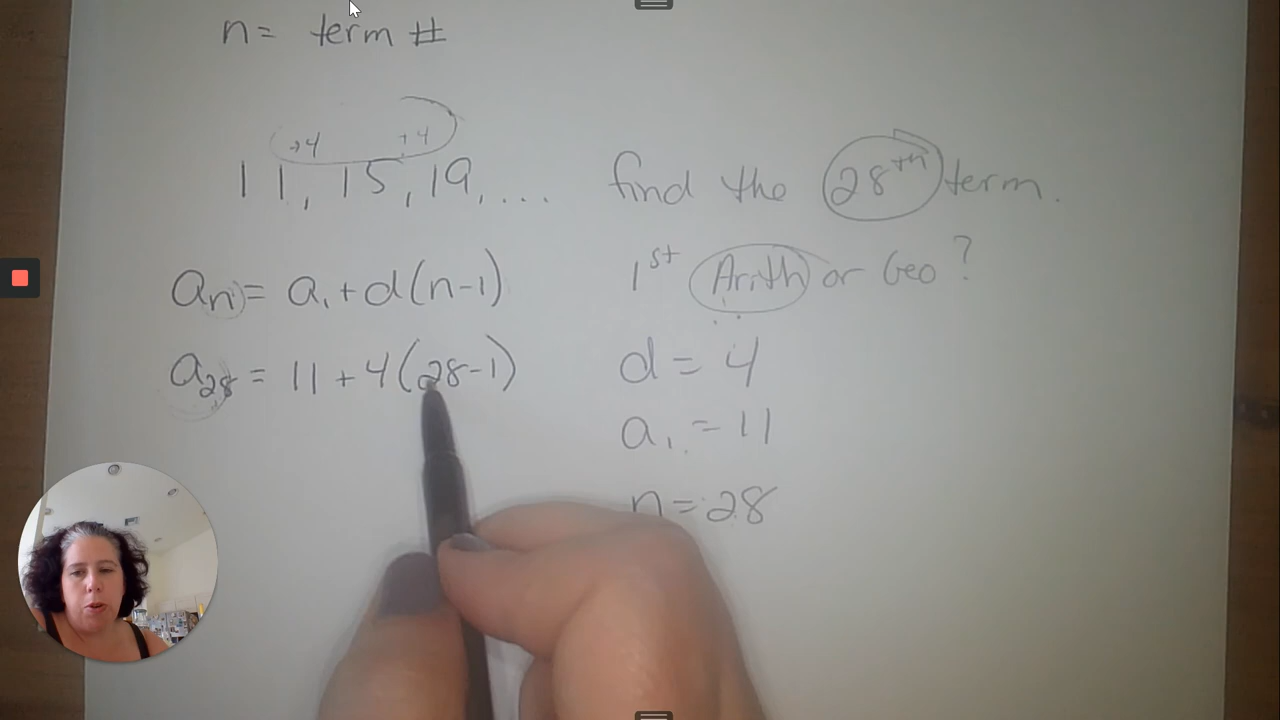 n = term #
+4 +4
11, 15, 19, ... find the 28th term.
an = a1 + d(n-1) 1st Arith or Geo ?
a28 = 11 + 4(28-1) d = 4
a1 = 11
n = 28